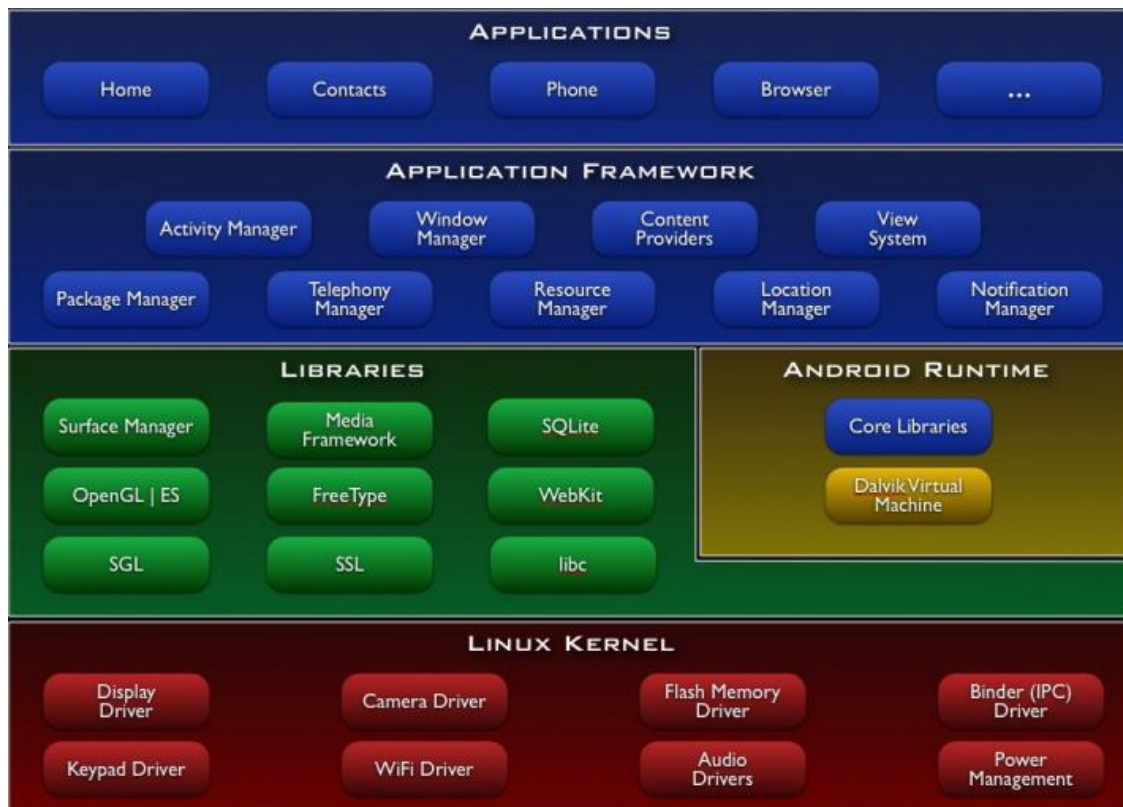 APPLICATIONS
Home
Contacts
Phone
Browser
...
APPLICATION FRAMEWORK
Activity Manager
Window
Manager
Content
Providers
View
System
Package Manager
Telephony
Manager
Resource
Manager
Location
Manager
Notification
Manager
LIBRARIES
Surface Manager
Media
Framework
SQLite
OpenGL | ES
FreeType
WebKit
SGL
SSL
libc
ANDROID RUNTIME
Core Libraries
Dalvik Virtual
Machine
LINUX KERNEL
Display
Driver
Camera Driver
Flash Memory
Driver
Binder (IPC)
Driver
Keypad Driver
WiFi Driver
Audio
Drivers
Power
Management